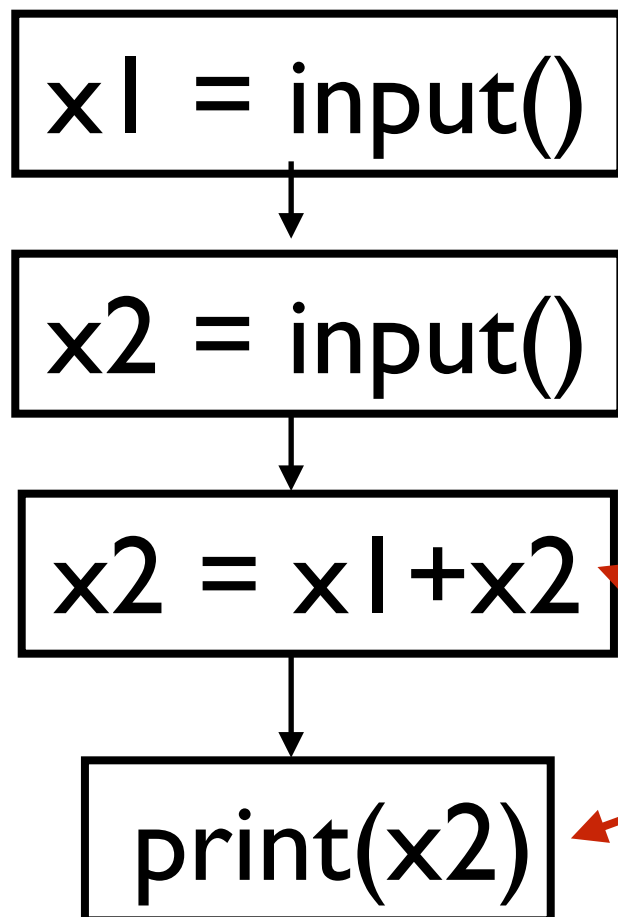 x1 = input()
x2 = input()
x2 = x1+x2
print(x2)